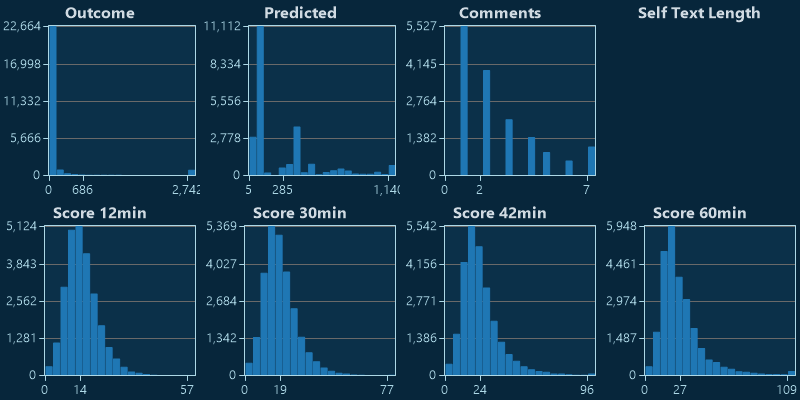 Outcome
22,664
16,998
11,332
5,666
0
0 686 2,742
Predicted
11,112
8,334
5,556
2,778
0
5 285 1,140
Comments
5,527
4,145
2,764
1,382
0
0 2 7
Self Text Length
Score 12min
5,124
3,843
2,562
1,281
0
0 14 57
Score 30min
5,369
4,027
2,684
1,342
0
0 19 77
Score 42min
5,542
4,156
2,771
1,386
0
0 24 96
Score 60min
5,948
4,461
2,974
1,487
0
0 27 109